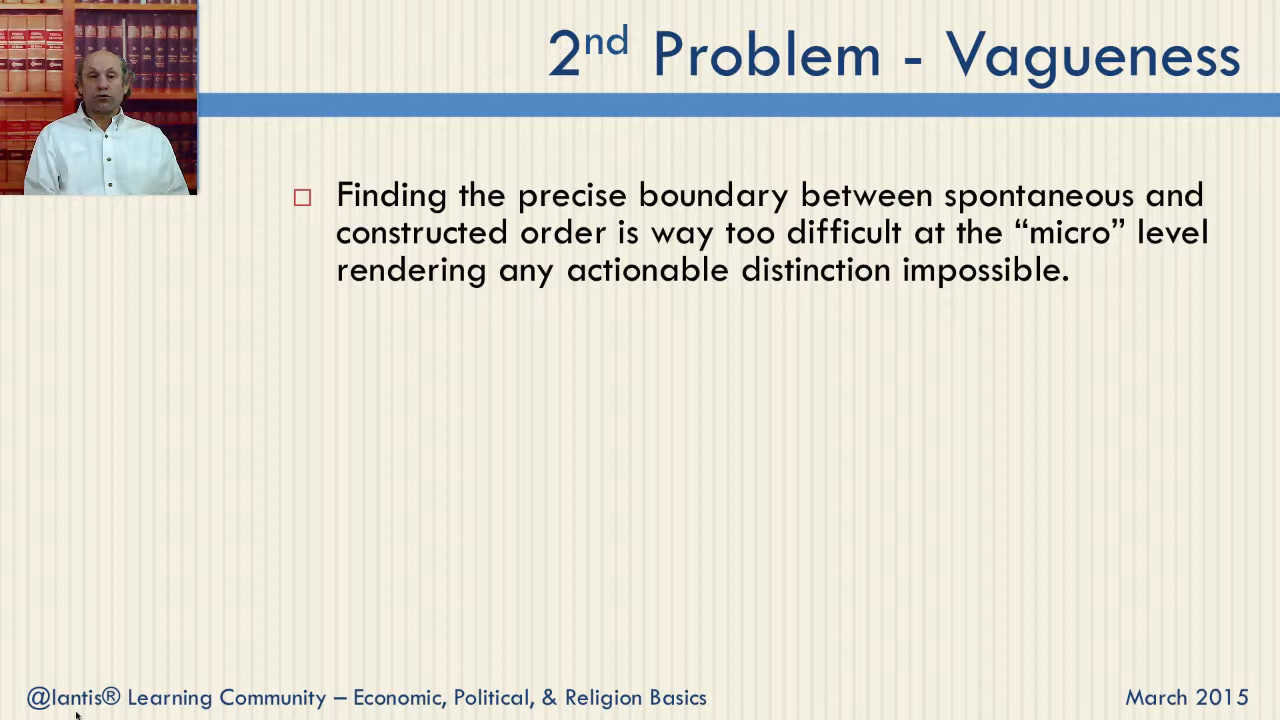 2nd Problem - Vagueness
Finding the precise boundary between spontaneous and
constructed order is way too difficult at the “micro” level
rendering any actionable distinction impossible.
@lantis® Learning Community – Economic, Political, & Religion Basics
March 2015